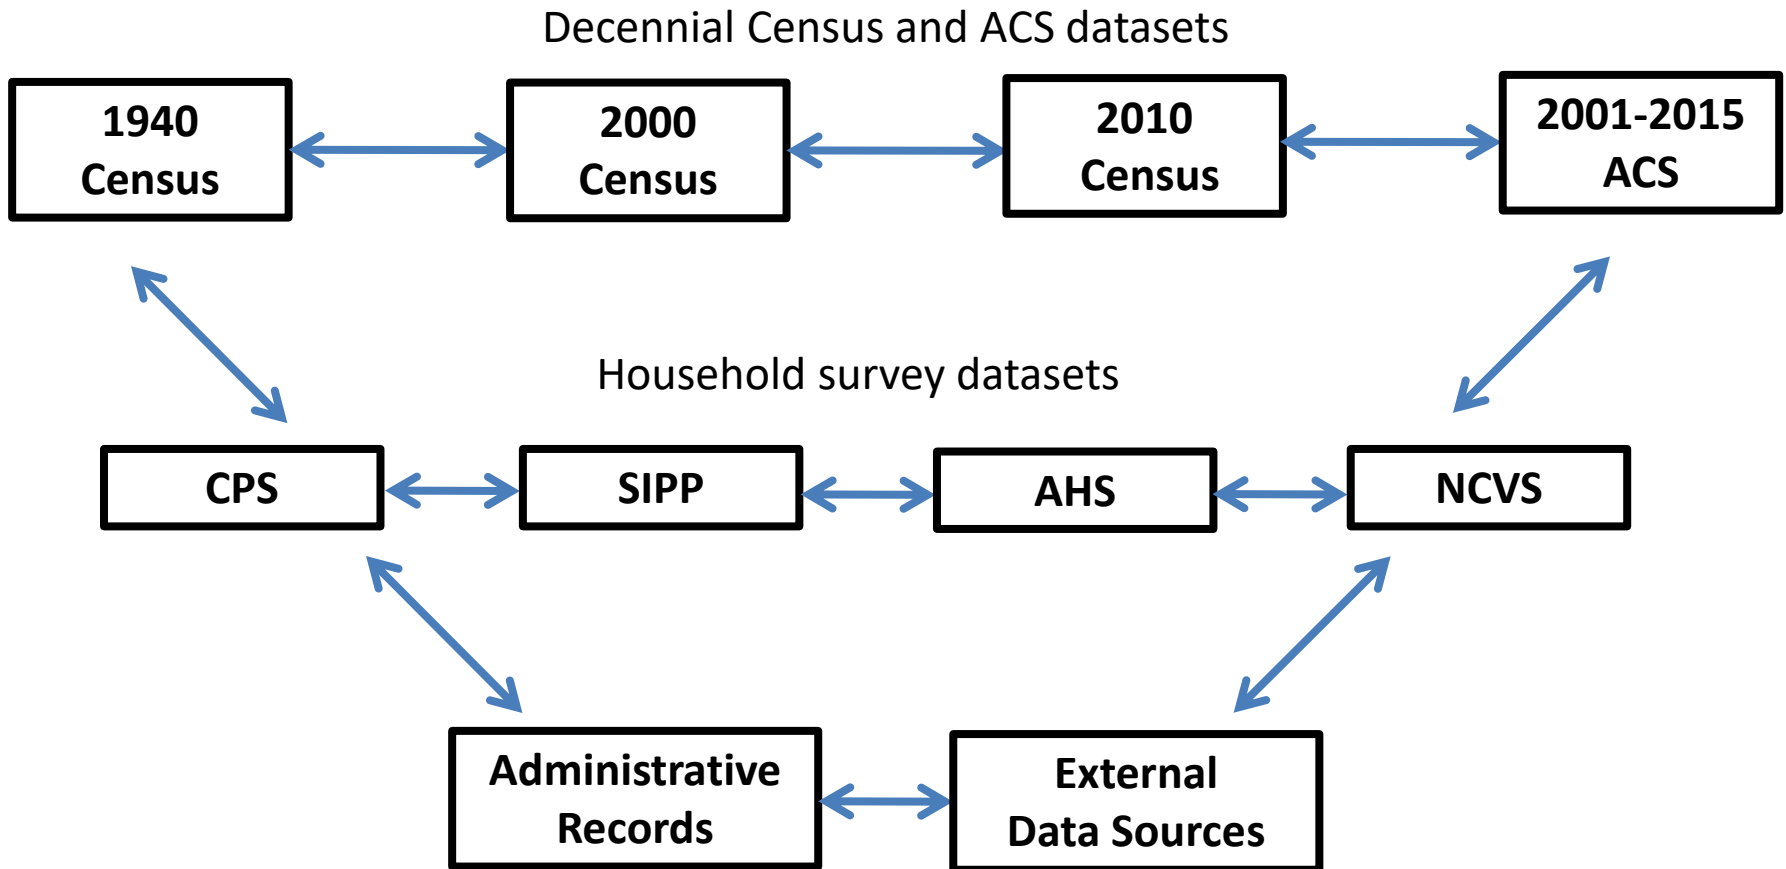 Decennial Census and ACS datasets
1940
Census
2000
Census
2010
Census
2001-2015
ACS
Household survey datasets
CPS
SIPP
AHS
NCVS
Administrative
Records
External
Data Sources